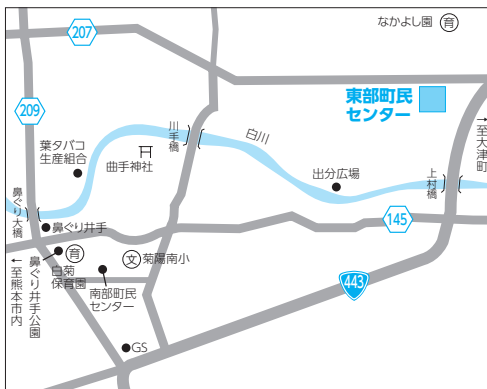 なかよし園 育
207
209
東部町民
センター
川手橋
白川
葉タバコ
生産組合
曲手神社
出分広場
上村橋
→至大津町
鼻ぐり大橋
鼻ぐり井手
145
育
白菊
保育園
文 菊陽南小
鼻ぐり井手公園
←至熊本市内
南部町民
センター
443
GS